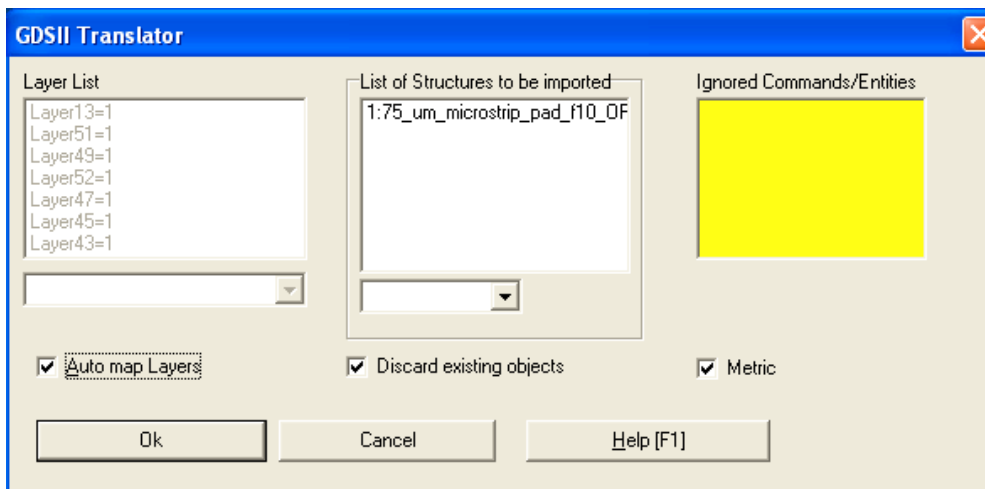 GDSII Translator
Layer List
Layer13=1
Layer51=1
Layer49=1
Layer52=1
Layer47=1
Layer45=1
Layer43=1
List of Structures to be imported
1:75_um_microstrip_pad_f10_OF
Ignored Commands/Entities
Auto map Layers
Discard existing objects
Metric
Ok
Cancel
Help [F1]